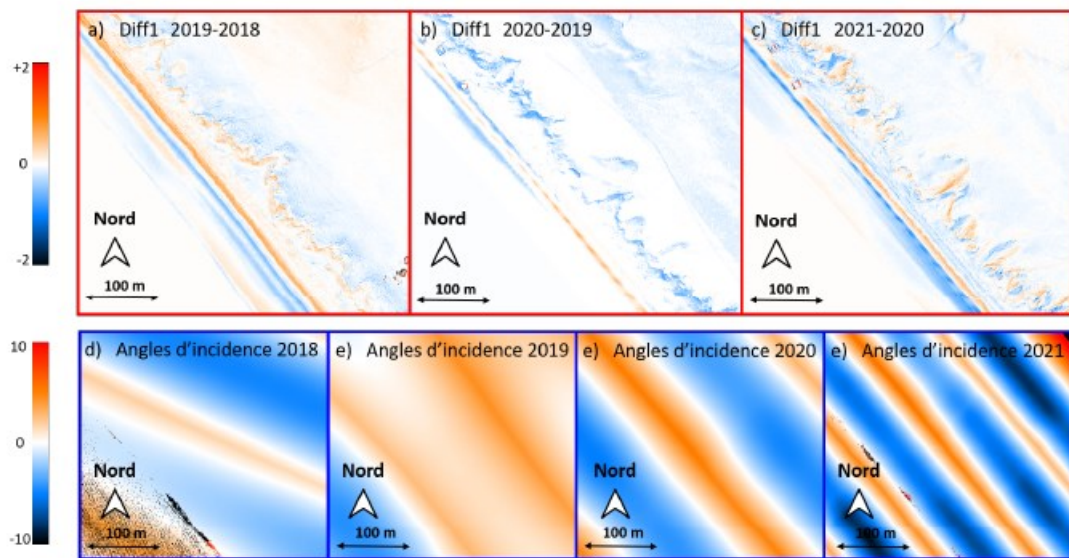 a) Diff1 2019-2018
b) Diff1 2020-2019
c) Diff1 2021-2020
+2
0
-2
Nord
100 m
Nord
100 m
Nord
100 m
d) Angles d'incidence 2018
e) Angles d'incidence 2019
e) Angles d'incidence 2020
e) Angles d'incidence 2021
10
0
-10
Nord
100 m
Nord
100 m
Nord
100 m
Nord
100 m